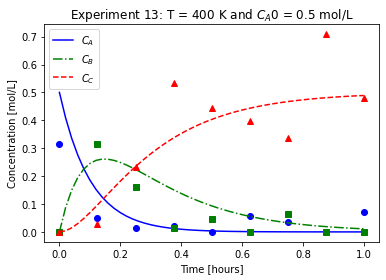 Experiment 13: T = 400 K and C_A0 = 0.5 mol/L
C_A
C_B
C_C
Concentration [mol/L]
0.7
0.6
0.5
0.4
0.3
0.2
0.1
0.0
0.0 0.2 0.4 0.6 0.8 1.0
Time [hours]